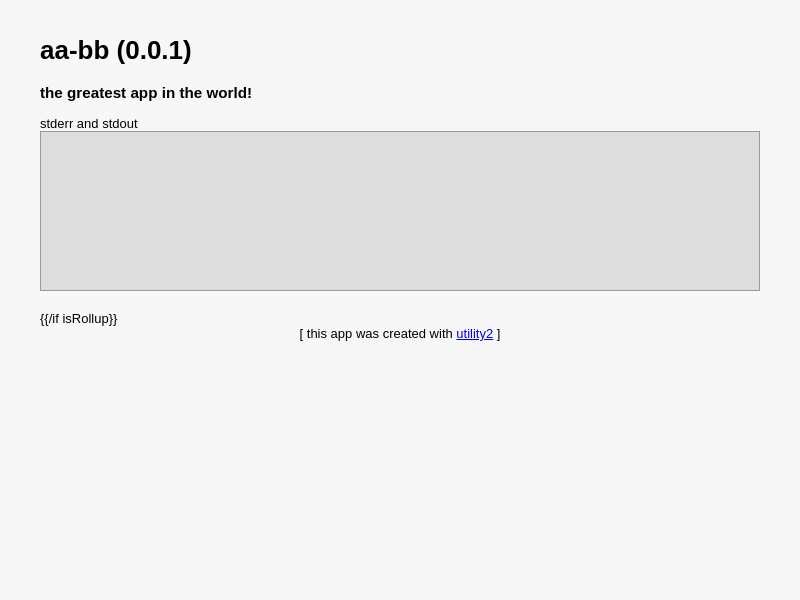 aa-bb (0.0.1)
the greatest app in the world!
stderr and stdout
{{/if isRollup}}
[ this app was created with utility2 ]